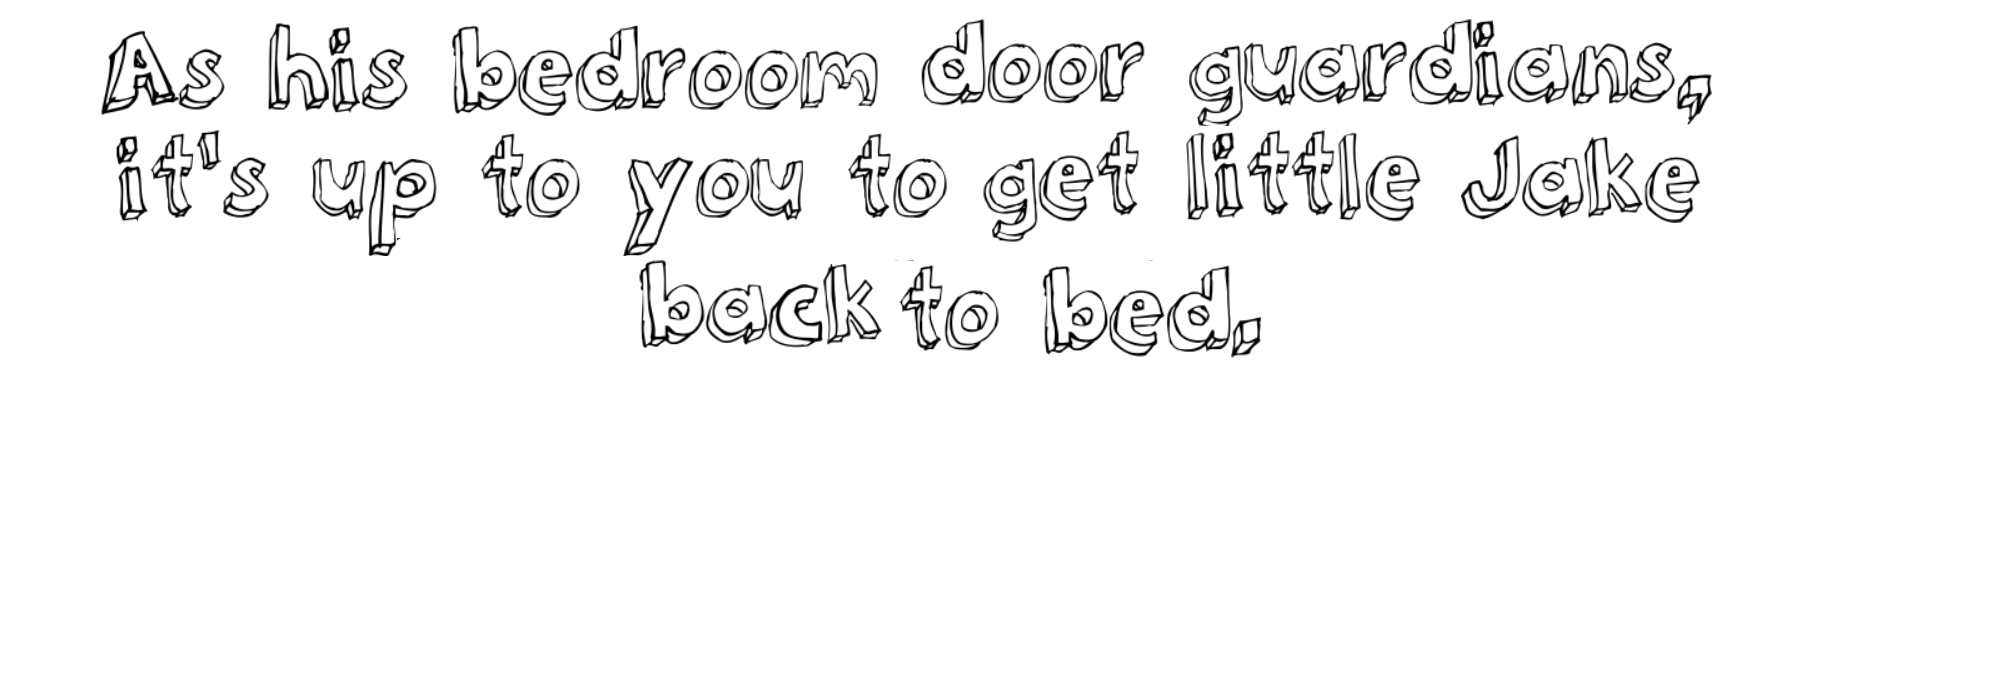 As his bedroom door guardians,
it's up to you to get little Jake
back to bed.